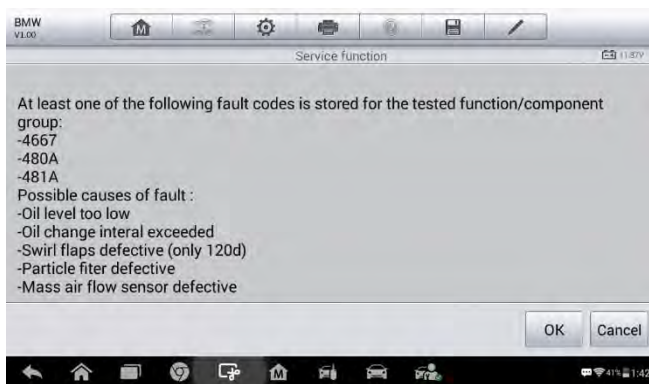 BMW
V1.00
Service function
11.87V
At least one of the following fault codes is stored for the tested function/component
group:
-4667
-480A
-481A
Possible causes of fault :
-Oil level too low
-Oil change interal exceeded
-Swirl flaps defective (only 120d)
-Particle fiter defective
-Mass air flow sensor defective
OK
Cancel
41% 1:42